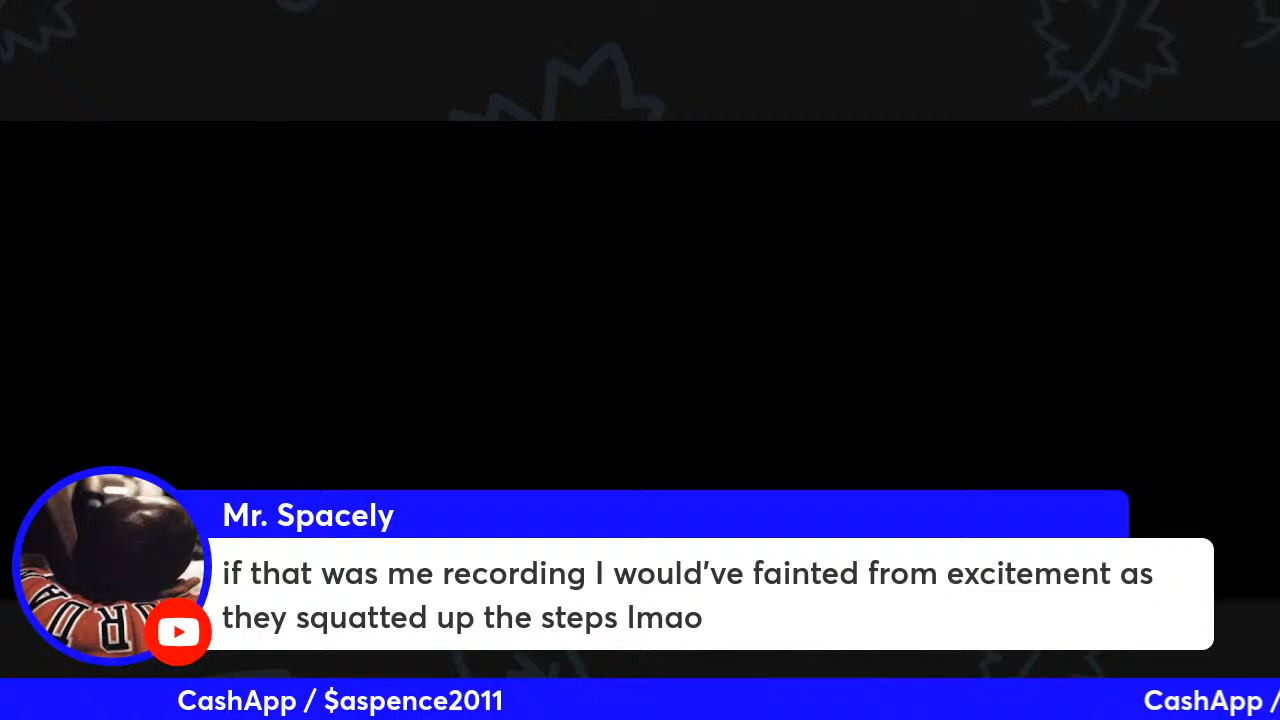 Mr. Spacely
if that was me recording I would've fainted from excitement as
they squatted up the steps lmao
CashApp / $aspence2011
CashApp /